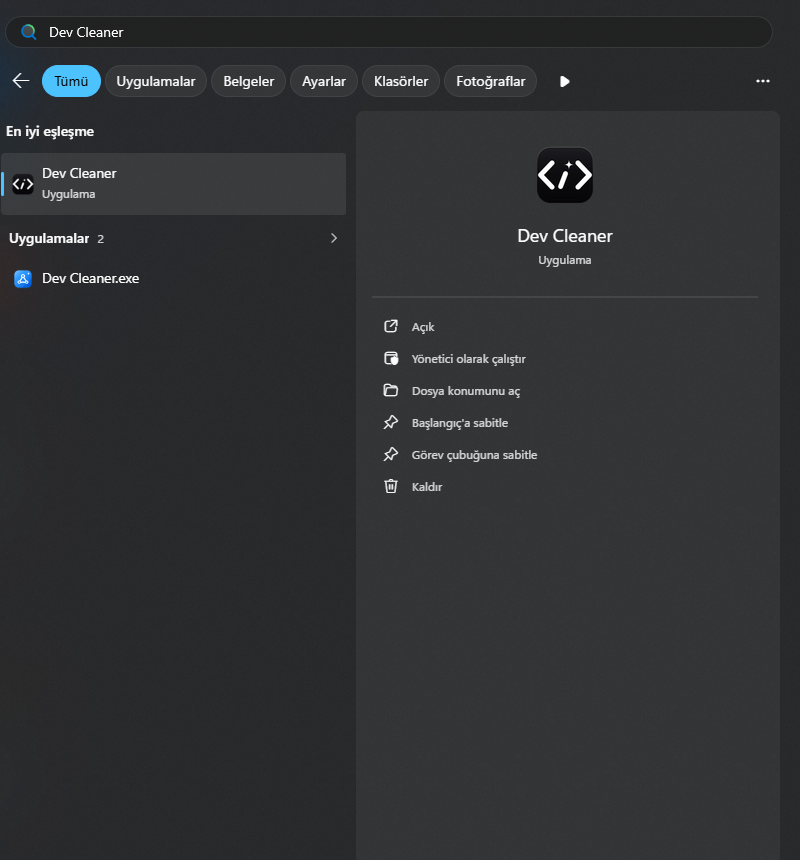 Dev Cleaner
Tümü Uygulamalar Belgeler Ayarlar Klasörler Fotoğraflar
En iyi eşleşme
Dev Cleaner
Uygulama
Uygulamalar 2
Dev Cleaner.exe
Dev Cleaner
Uygulama
Açık
Yönetici olarak çalıştır
Dosya konumunu aç
Başlangıç'a sabitle
Görev çubuğuna sabitle
Kaldır